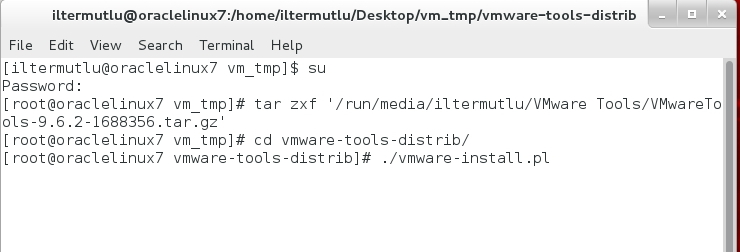 iltermutlu@oraclelinux7:/home/iltermutlu/Desktop/vm_tmp/vmware-tools-distrib
File Edit View Search Terminal Help
[iltermutlu@oraclelinux7 vm_tmp]$ su
Password:
[root@oraclelinux7 vm_tmp]# tar zxf '/run/media/iltermutlu/VMware Tools/VMwareTo
ols-9.6.2-1688356.tar.gz'
[root@oraclelinux7 vm_tmp]# cd vmware-tools-distrib/
[root@oraclelinux7 vmware-tools-distrib]# ./vmware-install.pl